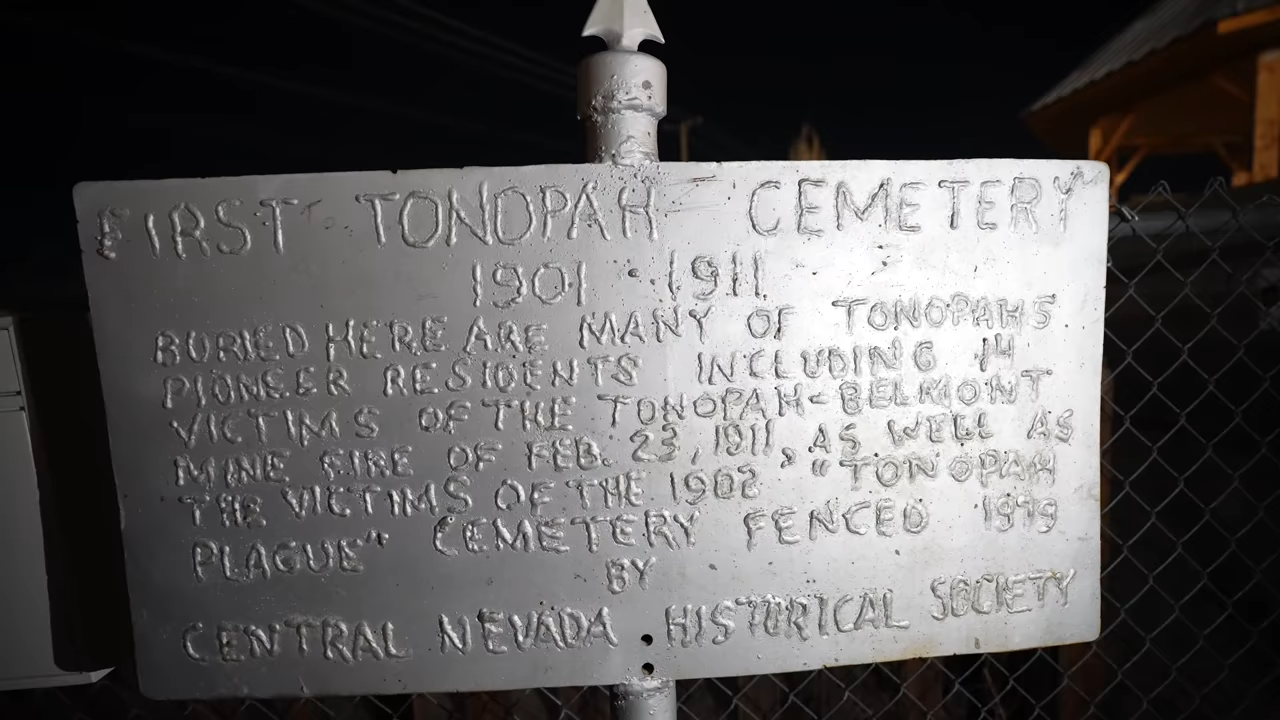 FIRST TONOPAH CEMETERY
1901 · 1911
BURIED HERE ARE MANY OF TONOPAHS
PIONEER RESIDENTS INCLUDING 14
VICTIMS OF THE TONOPAH-BELMONT
MINE FIRE OF FEB. 23, 1911, AS WELL AS
THE VICTIMS OF THE 1902 "TONOPAH
PLAGUE" CEMETERY FENCED 1979
BY
CENTRAL NEVADA HISTORICAL SOCIETY